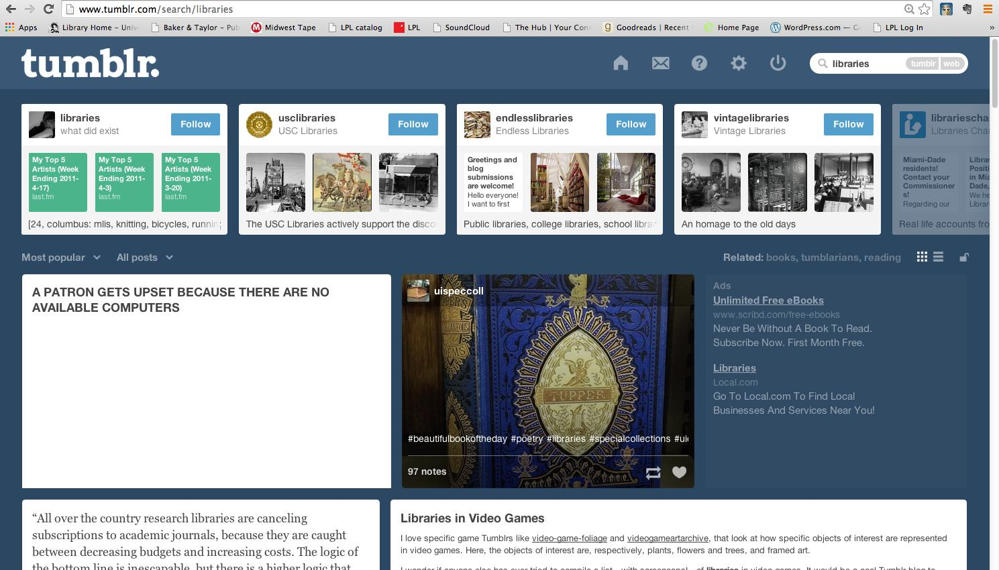 www.tumblr.com/search/libraries
Apps Library Home – Univ Baker & Taylor – Pub Midwest Tape LPL catalog LPL SoundCloud The Hub | Your Con Goodreads | Recent Home Page WordPress.com — G LPL Log In »
tumblr.
libraries tumblr web
libraries
what did exist
Follow
My Top 5
Artists (Week
Ending 2011-
4-17)
last.fm
My Top 5
Artists (Week
Ending 2011-
4-3)
last.fm
My Top 5
Artists (Week
Ending 2011-
3-20)
last.fm
[24, columbus: mlis, knitting, bicycles, running
usclibraries
USC Libraries
Follow
The USC Libraries actively support the disco
endlesslibraries
Endless Libraries
Follow
Greetings and
blog
submissions
are welcome!
Hello everyone!
I want to first
Public libraries, college libraries, school librar
vintagelibraries
Vintage Libraries
Follow
An homage to the old days
librariescha
Libraries Cha
Miami-Dade
residents!
Contact your
Commissioner
s!
Regarding our
Librar
Positi
in Mia
Dade,
We he
Librar
Real life accounts fro
Most popular All posts
Related: books, tumblarians, reading
A PATRON GETS UPSET BECAUSE THERE ARE NO
AVAILABLE COMPUTERS
uispeccoll
TUPPER
#beautifulbookoftheday #poetry #libraries #specialcollections #uio
97 notes
Ads
Unlimited Free eBooks
www.scribd.com/free-ebooks
Never Be Without A Book To Read.
Subscribe Now. First Month Free.
Libraries
Local.com
Go To Local.com To Find Local
Businesses And Services Near You!
“All over the country research libraries are canceling
subscriptions to academic journals, because they are caught
between decreasing budgets and increasing costs. The logic of
the bottom line is inescapable, but there is a higher logic that
Libraries in Video Games
I love specific game Tumblrs like video-game-foliage and videogameartarchive, that look at how specific objects of interest are represented
in video games. Here, the objects of interest are, respectively, plants, flowers and trees, and framed art.
I wonder if anyone else has ever tried to compile a list - with screencaps! - of libraries in video games. It would be a cool Tumblr blog to